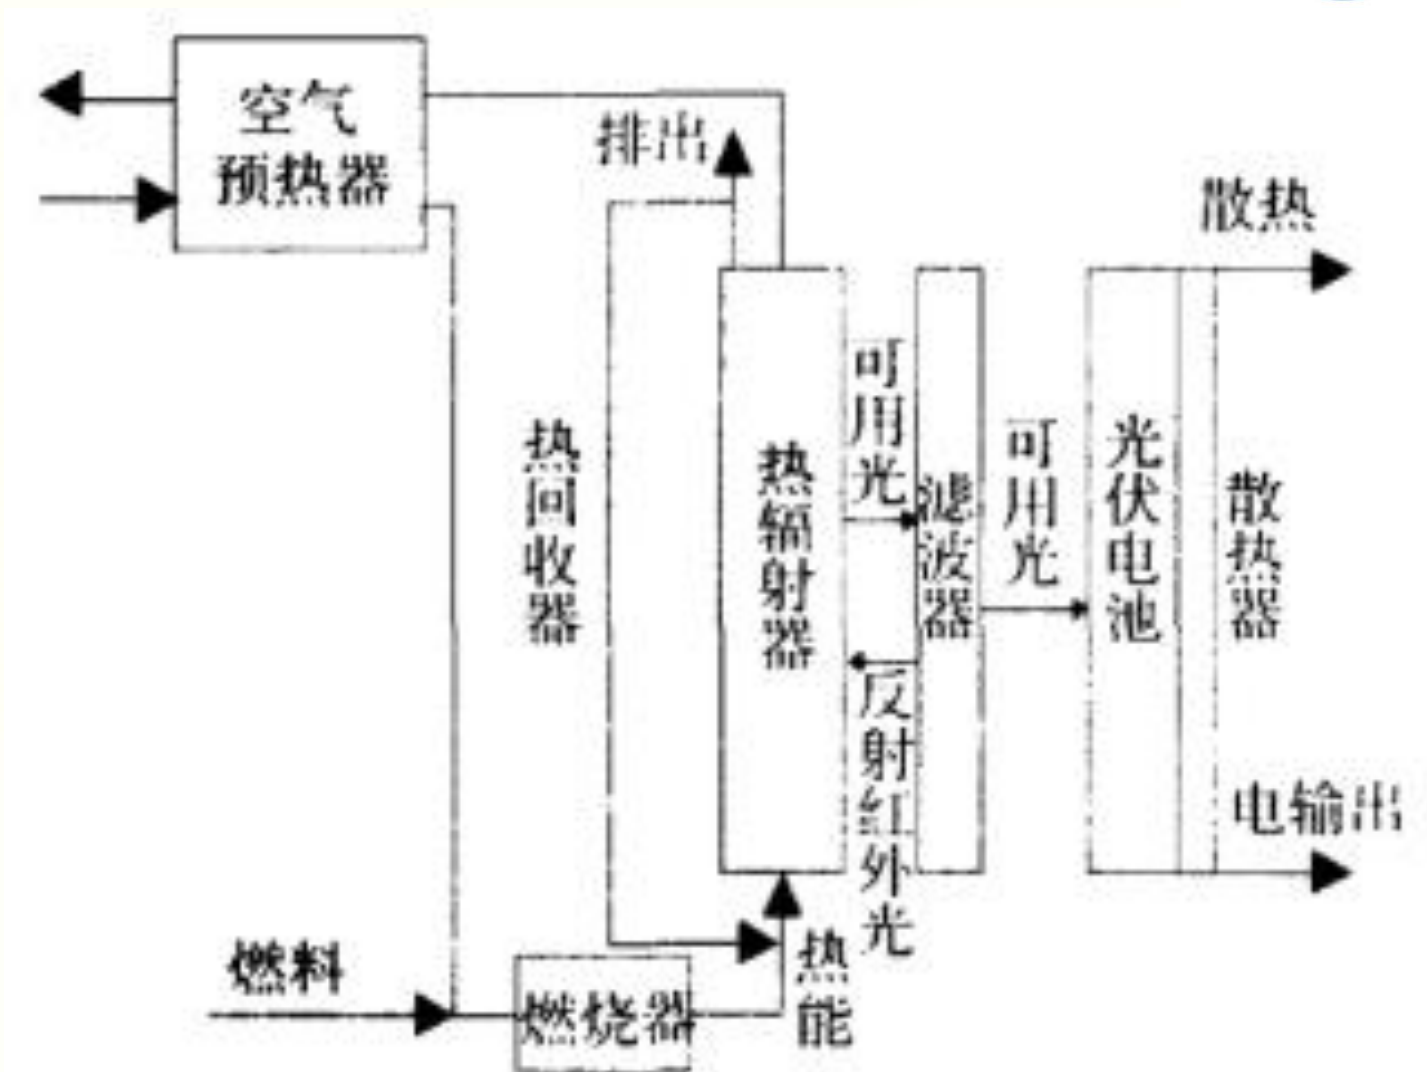 空气
预热器
排出
散热
热回收器
热辐射器
可用光
滤波器
可用光
光伏电池
散热器
反射红外光
电输出
燃料
燃烧器
热能